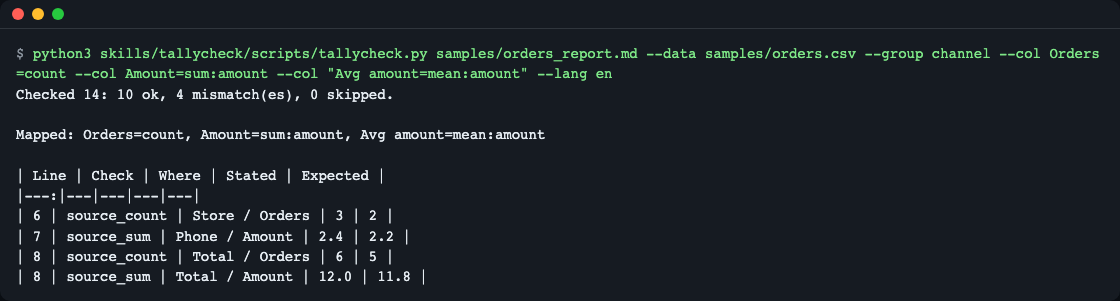 $ python3 skills/tallycheck/scripts/tallycheck.py samples/orders_report.md --data samples/orders.csv --group channel --col Orders
=count --col Amount=sum:amount --col "Avg amount=mean:amount" --lang en
Checked 14: 10 ok, 4 mismatch(es), 0 skipped.
Mapped: Orders=count, Amount=sum:amount, Avg amount=mean:amount
| Line | Check | Where | Stated | Expected |
|---:|---|---|---|---|
| 6 | source_count | Store / Orders | 3 | 2 |
| 7 | source_sum | Phone / Amount | 2.4 | 2.2 |
| 8 | source_count | Total / Orders | 6 | 5 |
| 8 | source_sum | Total / Amount | 12.0 | 11.8 |